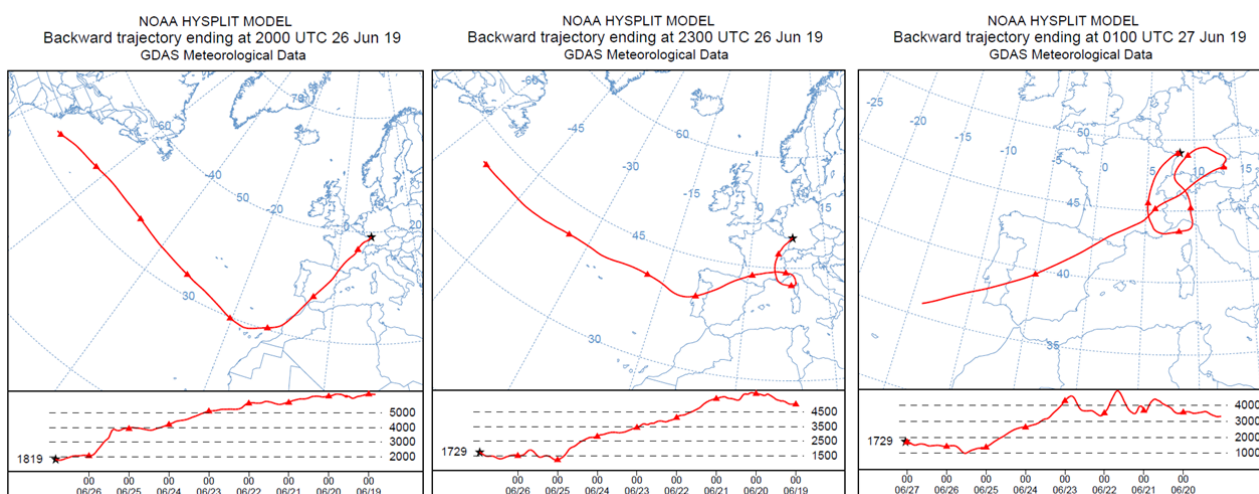 NOAA HYSPLIT MODEL
Backward trajectory ending at 2000 UTC 26 Jun 19
GDAS Meteorological Data
-70
-60
-40
-50
-20
20
30
5000
4000
3000
2000
1819
00 00 00 00 00 00 00 00
06/26 06/25 06/24 06/23 06/22 06/21 06/20 06/19
NOAA HYSPLIT MODEL
Backward trajectory ending at 2300 UTC 26 Jun 19
GDAS Meteorological Data
-60
-45
60
-30
-15
0
15
45
30
4500
3500
2500
1500
1729
00 00 00 00 00 00 00 00
06/26 06/25 06/24 06/23 06/22 06/21 06/20 06/19
NOAA HYSPLIT MODEL
Backward trajectory ending at 0100 UTC 27 Jun 19
GDAS Meteorological Data
-25
-20
-15
-10
-5
50
0
5
10
15
45
40
35
4000
3000
2000
1000
1729
00 00 00 00 00 00 00 00
06/27 06/26 06/25 06/24 06/23 06/22 06/21 06/20